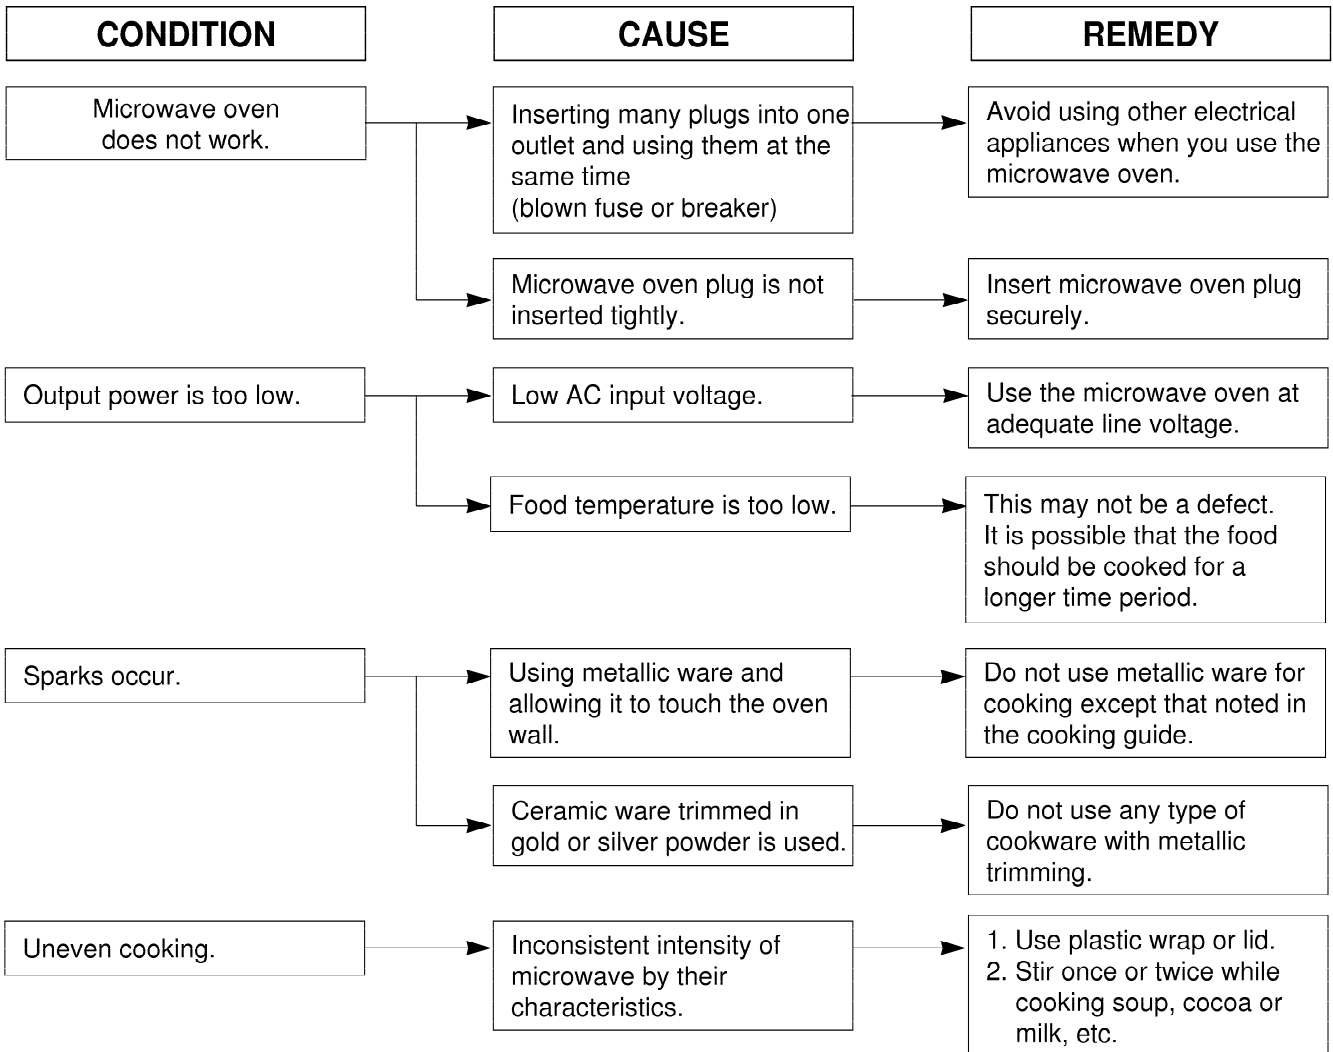 CONDITION
CAUSE
REMEDY
Microwave oven
does not work.
Inserting many plugs into one
outlet and using them at the
same time
(blown fuse or breaker)
Avoid using other electrical
appliances when you use the
microwave oven.
Microwave oven plug is not
inserted tightly.
Insert microwave oven plug
securely.
Output power is too low.
Low AC input voltage.
Use the microwave oven at
adequate line voltage.
Food temperature is too low.
This may not be a defect.
It is possible that the food
should be cooked for a
longer time period.
Sparks occur.
Using metallic ware and
allowing it to touch the oven
wall.
Do not use metallic ware for
cooking except that noted in
the cooking guide.
Ceramic ware trimmed in
gold or silver powder is used.
Do not use any type of
cookware with metallic
trimming.
Uneven cooking.
Inconsistent intensity of
microwave by their
characteristics.
1. Use plastic wrap or lid.
2. Stir once or twice while
cooking soup, cocoa or
milk, etc.